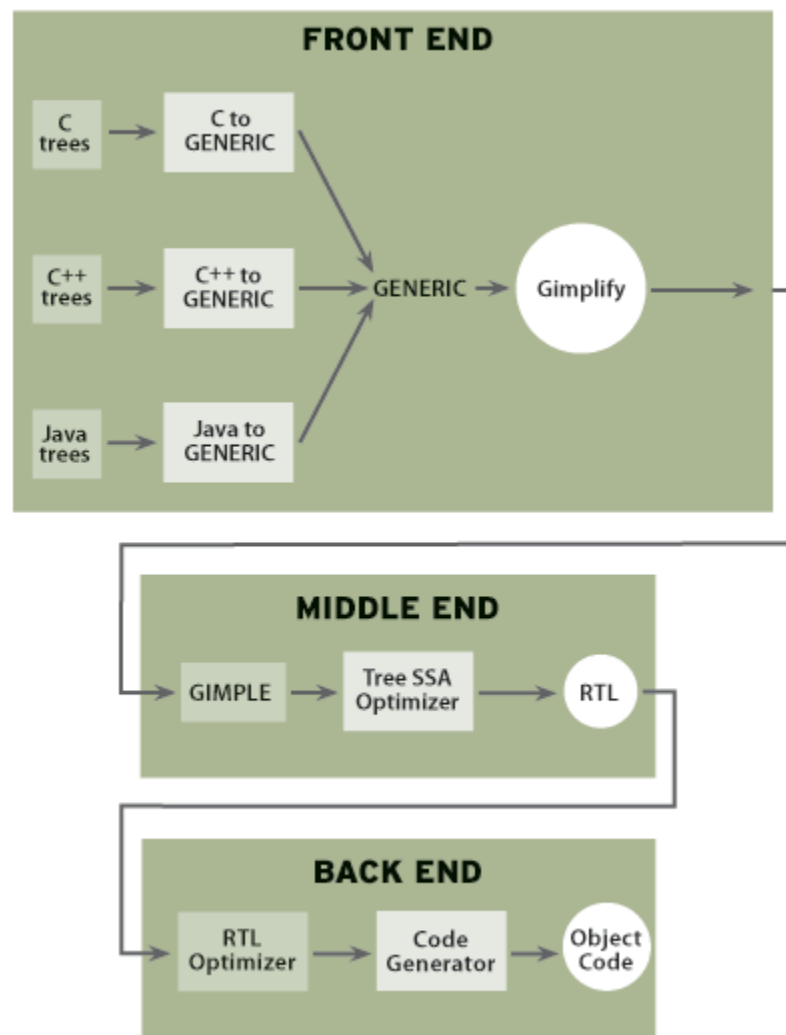 FRONT END
C
trees
C to
GENERIC
C++
trees
C++ to
GENERIC
GENERIC
Gimplify
Java
trees
Java to
GENERIC
MIDDLE END
GIMPLE
Tree SSA
Optimizer
RTL
BACK END
RTL
Optimizer
Code
Generator
Object
Code